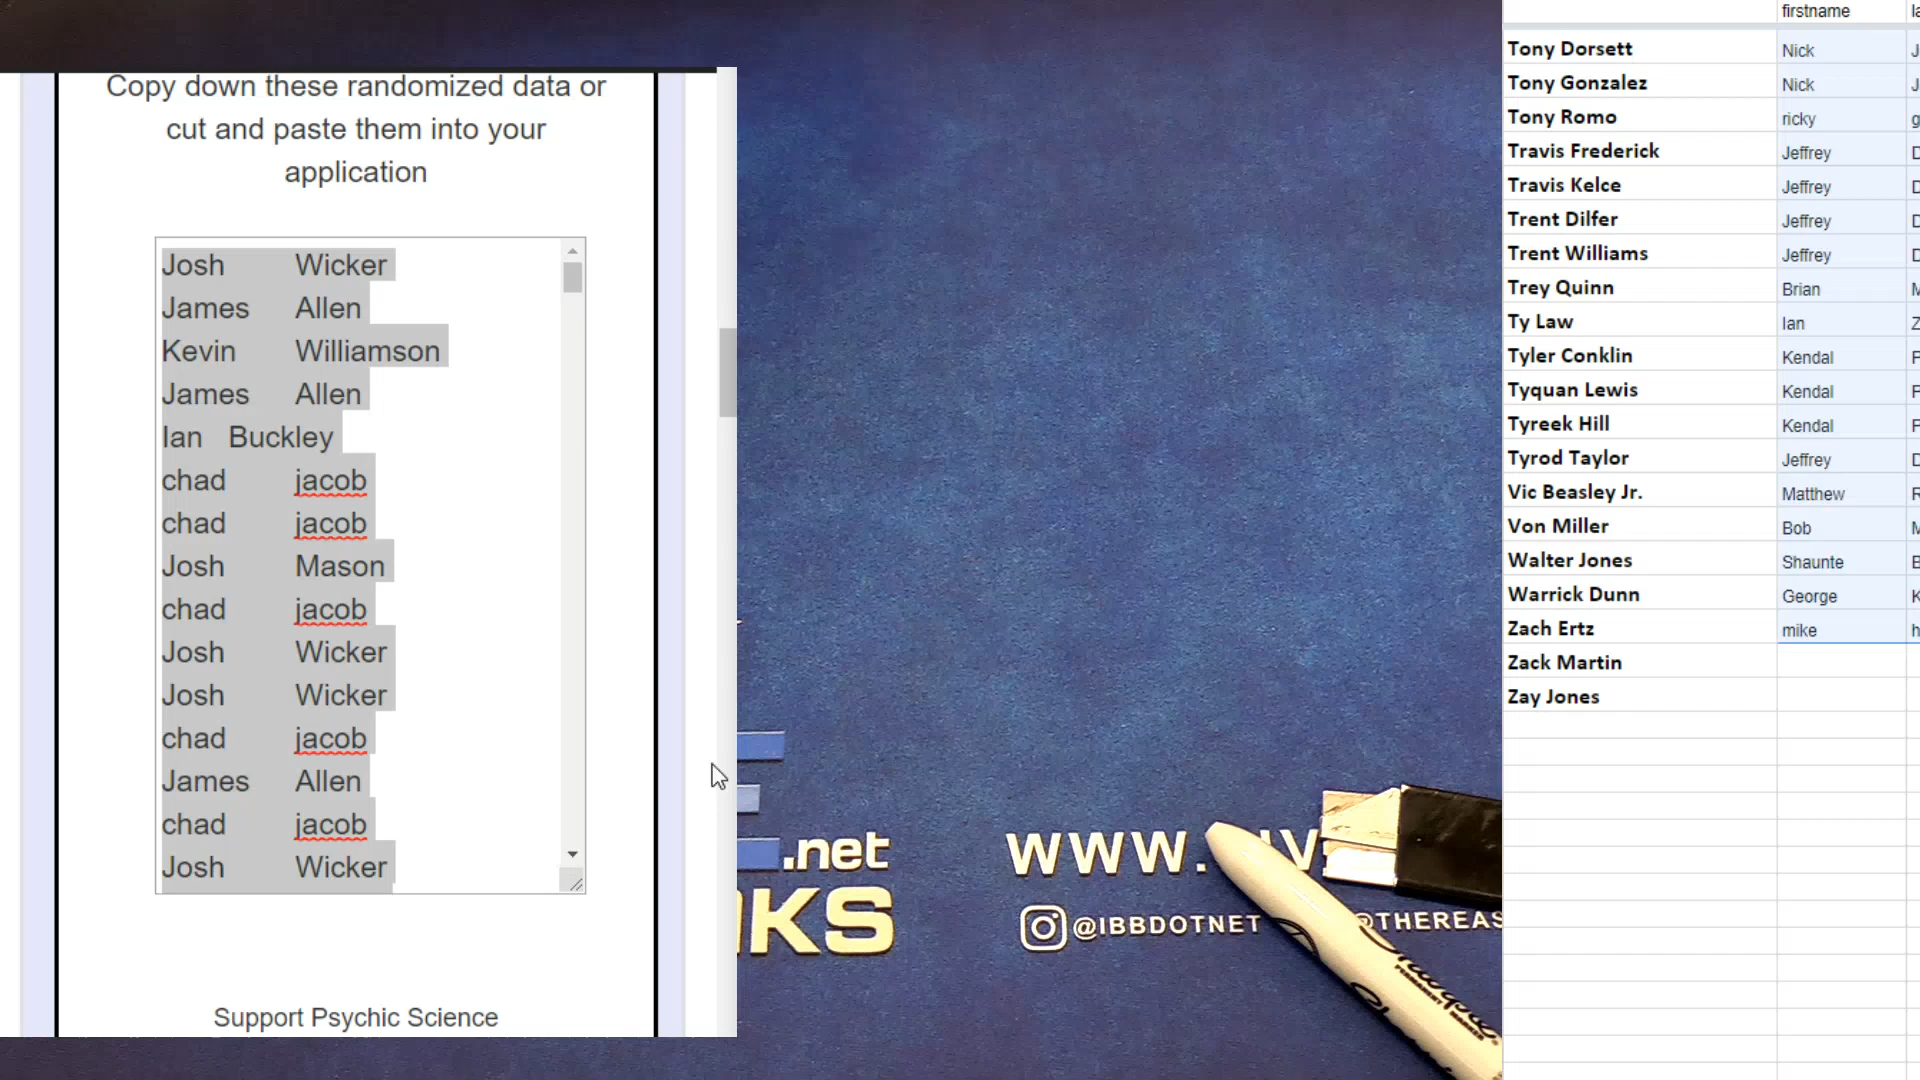 Copy down these randomized data or
cut and paste them into your
application
Josh Wicker
James Allen
Kevin Williamson
James Allen
Ian Buckley
chad jacob
chad jacob
Josh Mason
chad jacob
Josh Wicker
Josh Wicker
chad jacob
James Allen
chad jacob
Josh Wicker
Support Psychic Science
.net
KS
WWW.
@IBBDOTNET
@THEREAS
firstname
Tony Dorsett Nick J
Tony Gonzalez Nick J
Tony Romo ricky g
Travis Frederick Jeffrey D
Travis Kelce Jeffrey D
Trent Dilfer Jeffrey D
Trent Williams Jeffrey D
Trey Quinn Brian M
Ty Law Ian Z
Tyler Conklin Kendal P
Tyquan Lewis Kendal P
Tyreek Hill Kendal P
Tyrod Taylor Jeffrey D
Vic Beasley Jr. Matthew R
Von Miller Bob M
Walter Jones Shaunte B
Warrick Dunn George K
Zach Ertz mike h
Zack Martin
Zay Jones